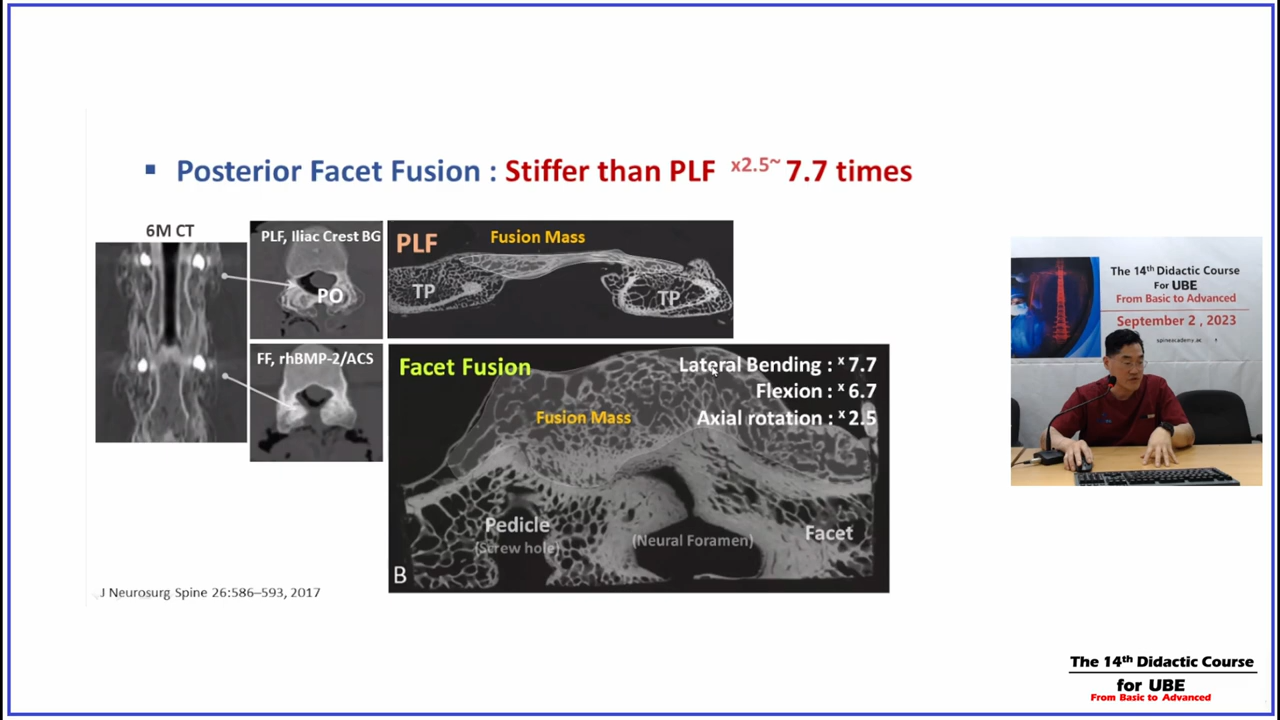 ▪ Posterior Facet Fusion : Stiffer than PLF x2.5~ 7.7 times
6M CT
PLF, Iliac Crest BG
PO
FF, rhBMP-2/ACS
PLF
Fusion Mass
TP
TP
Facet Fusion
Fusion Mass
Lateral Bending : x 7.7
Flexion : x 6.7
Axial rotation : x 2.5
Pedicle
(Screw hole)
(Neural Foramen)
Facet
B
J Neurosurg Spine 26:586–593, 2017
The 14th Didactic Course
For UBE
From Basic to Advanced
September 2 , 2023
The 14th Didactic Course
for UBE
From Basic to Advanced